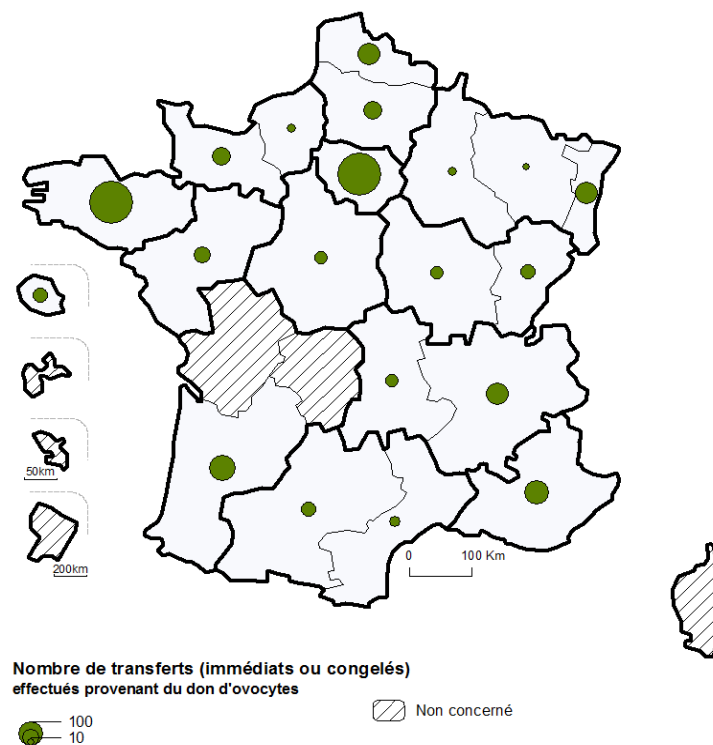 50km
200km
0 100 Km
Nombre de transferts (immédiats ou congelés)
effectués provenant du don d'ovocytes
100
10
Non concerné